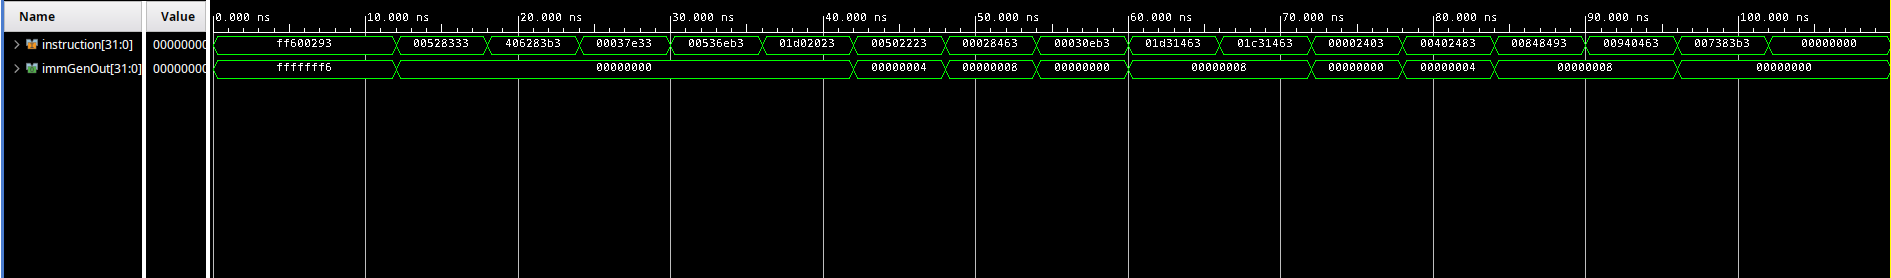 Name Value 0.000 ns 10.000 ns 20.000 ns 30.000 ns 40.000 ns 50.000 ns 60.000 ns 70.000 ns 80.000 ns 90.000 ns 100.000 ns
instruction[31:0] 00000000 ff600293 00528333 406283b3 00037e33 00536eb3 01d02023 00502223 00028463 00030eb3 01d31463 01c31463 00002403 00402483 00848493 00940463 007383b3 00000000
immGenOut[31:0] 00000000 fffffff6 00000000 00000004 00000008 00000000 00000008 00000000 00000004 00000008 00000000